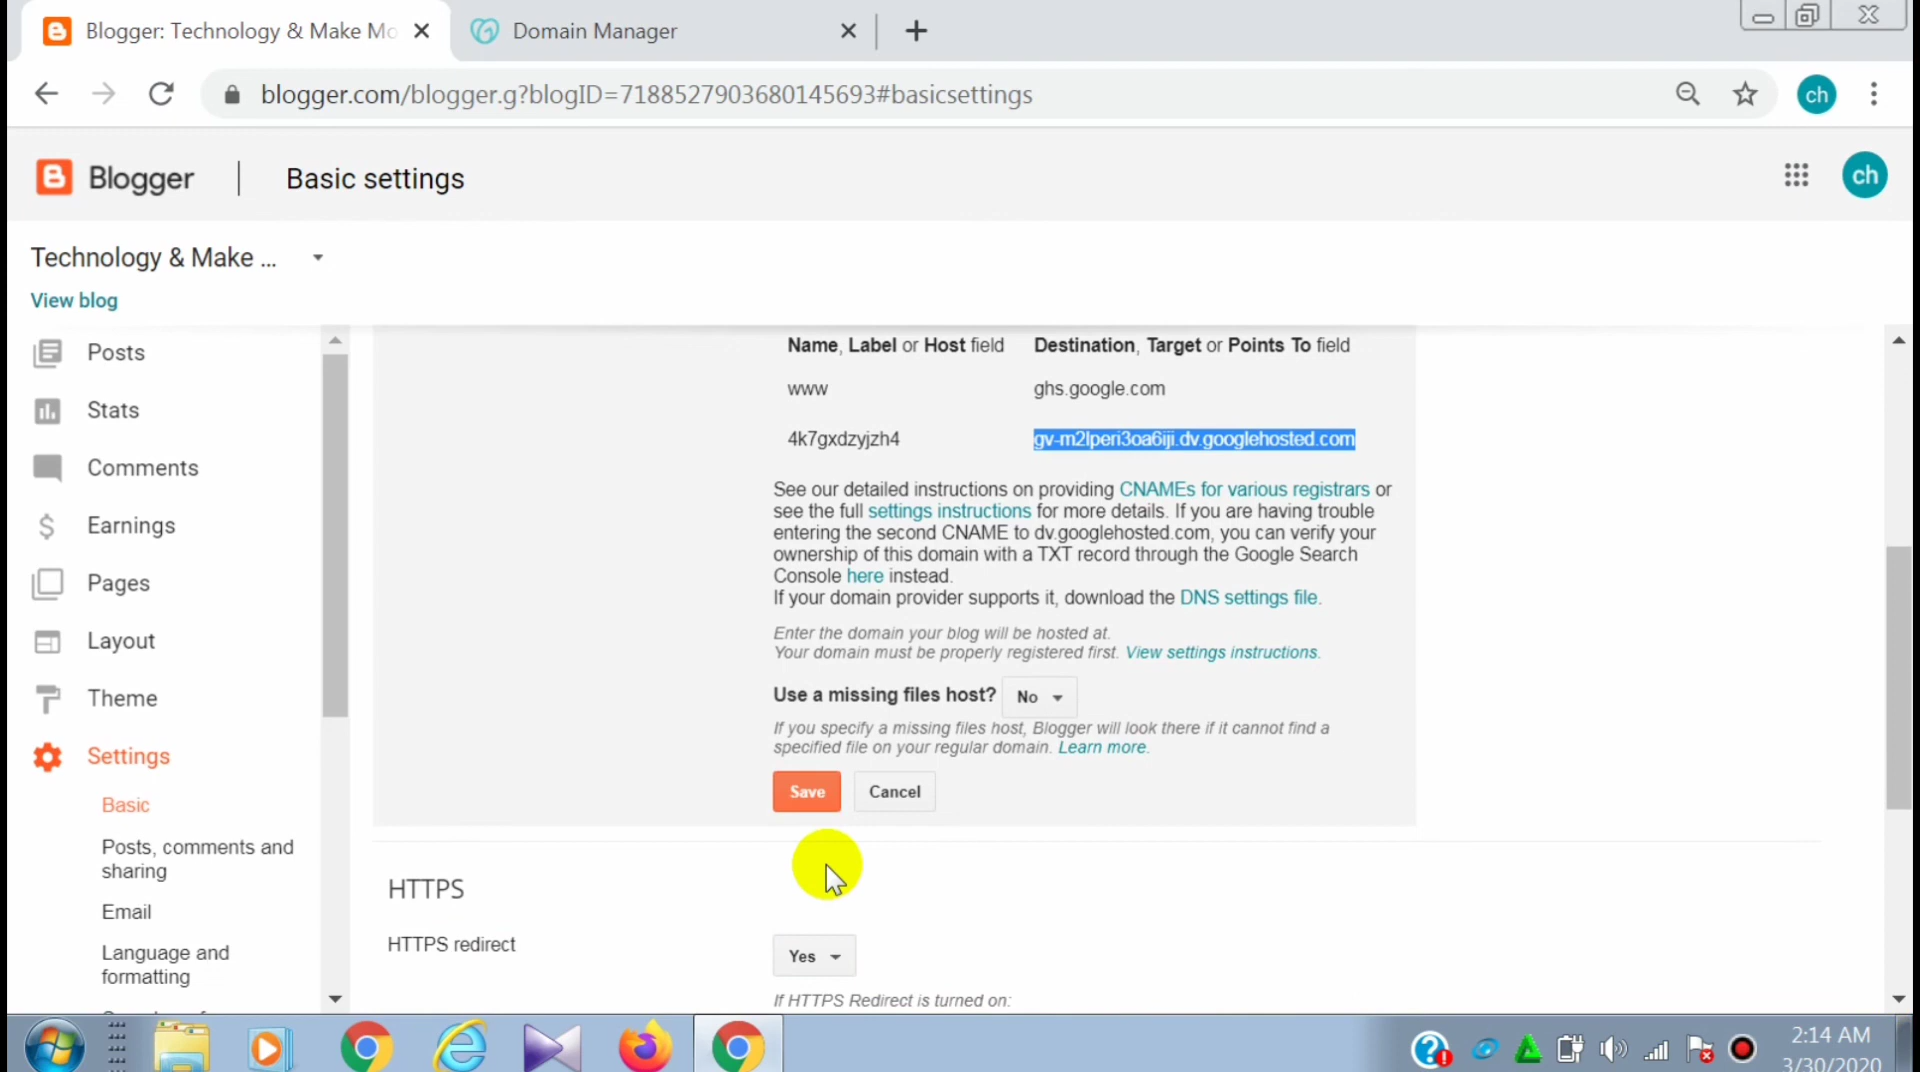 Blogger: Technology & Make Mo
Domain Manager
blogger.com/blogger.g?blogID=7188527903680145693#basicsettings
ch
Blogger
Basic settings
ch
Technology & Make ...
View blog
Posts
Stats
Comments
Earnings
Pages
Layout
Theme
Settings
Basic
Posts, comments and
sharing
Email
Language and
formatting
Name, Label or Host field
Destination, Target or Points To field
www
ghs.google.com
4k7gxdzyjzh4
gv-m2lperi3oa6iji.dv.googlehosted.com
See our detailed instructions on providing CNAMEs for various registrars or
see the full settings instructions for more details. If you are having trouble
entering the second CNAME to dv.googlehosted.com, you can verify your
ownership of this domain with a TXT record through the Google Search
Console here instead.
If your domain provider supports it, download the DNS settings file.
Enter the domain your blog will be hosted at.
Your domain must be properly registered first. View settings instructions.
Use a missing files host? No
If you specify a missing files host, Blogger will look there if it cannot find a
specified file on your regular domain. Learn more.
Save
Cancel
HTTPS
HTTPS redirect
Yes
If HTTPS Redirect is turned on:
2:14 AM
3/30/2020